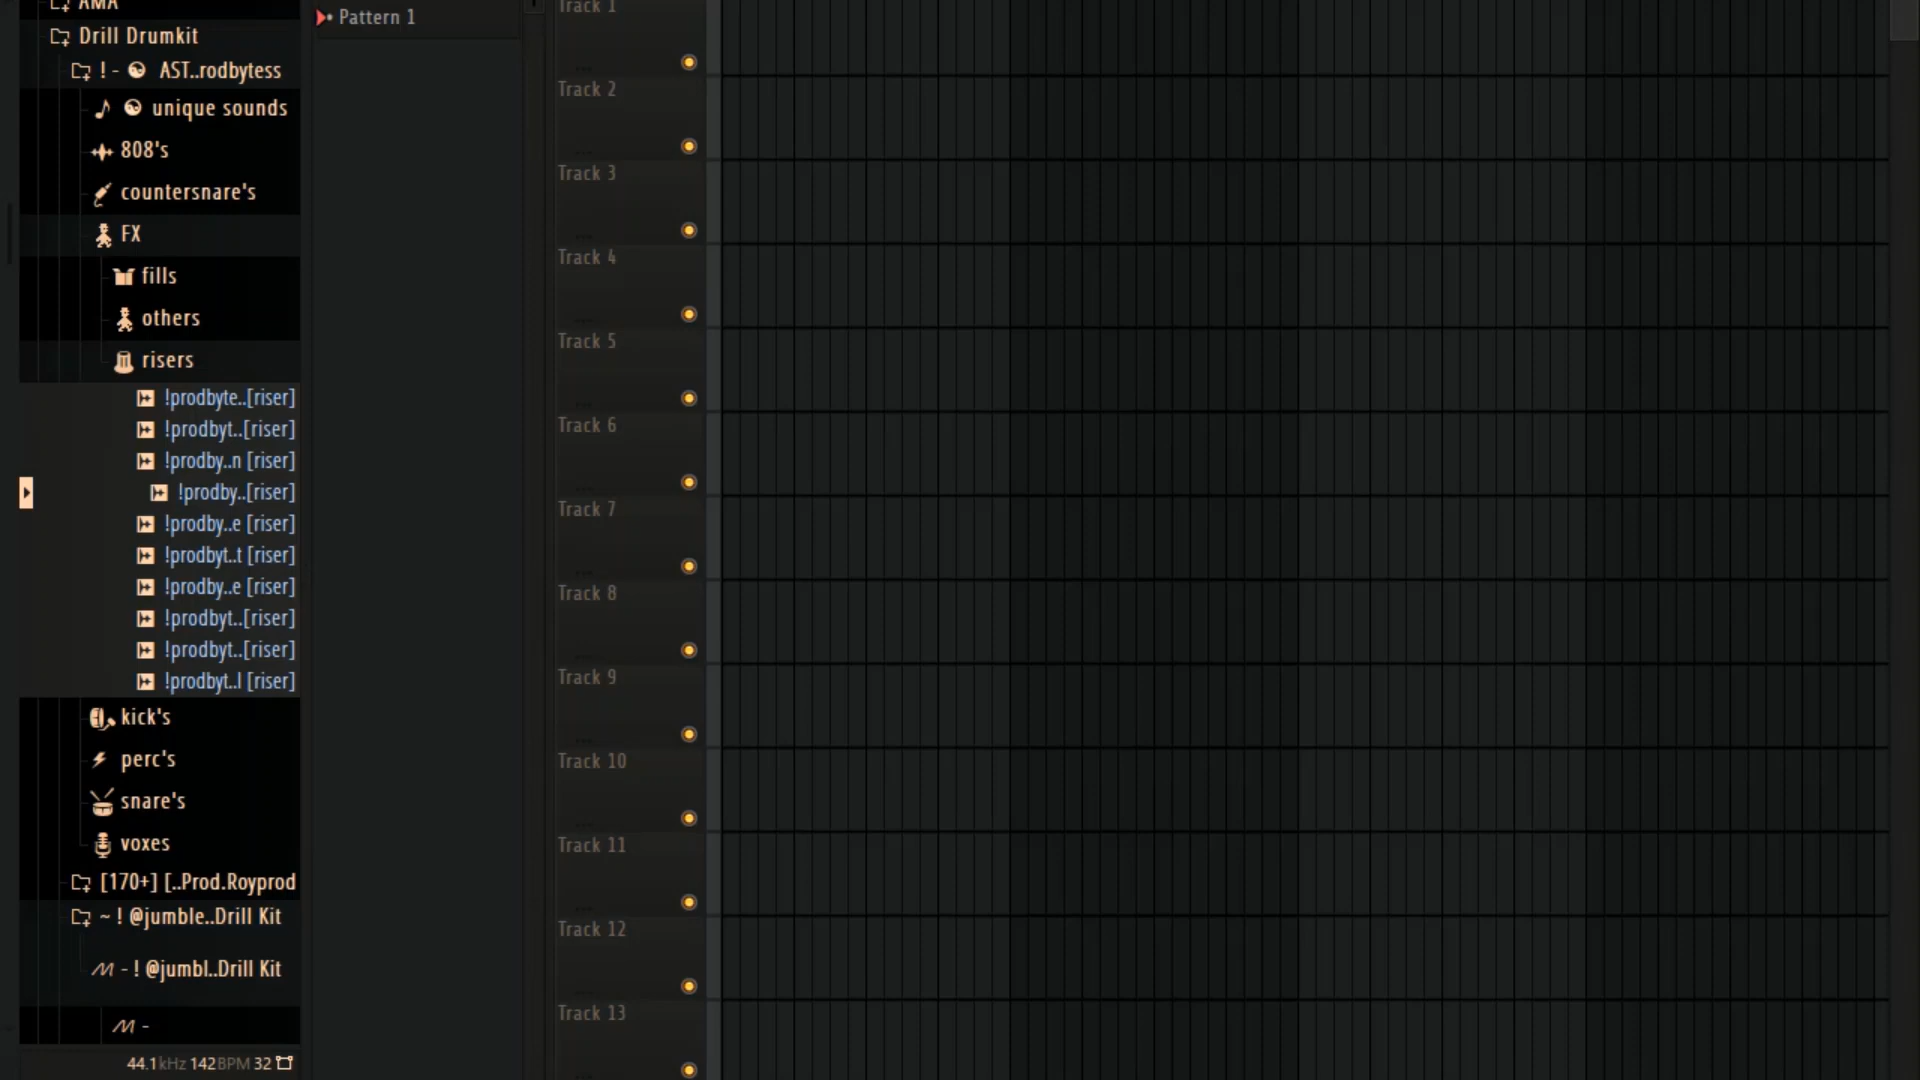 AMA
Drill Drumkit
! - AST..rodbytess
unique sounds
808's
countersnare's
FX
fills
others
risers
!prodbyte..[riser]
!prodbyt..[riser]
!prodby..n [riser]
!prodby..[riser]
!prodby..e [riser]
!prodbyt..t [riser]
!prodby..e [riser]
!prodbyt..[riser]
!prodbyt..[riser]
!prodbyt..l [riser]
kick's
perc's
snare's
voxes
[170+] [..Prod.Royprod
~ ! @jumble..Drill Kit
- ! @jumbl..Drill Kit
-
44.1kHz 142BPM 32
Pattern 1
Track 1
Track 2
Track 3
Track 4
Track 5
Track 6
Track 7
Track 8
Track 9
Track 10
Track 11
Track 12
Track 13